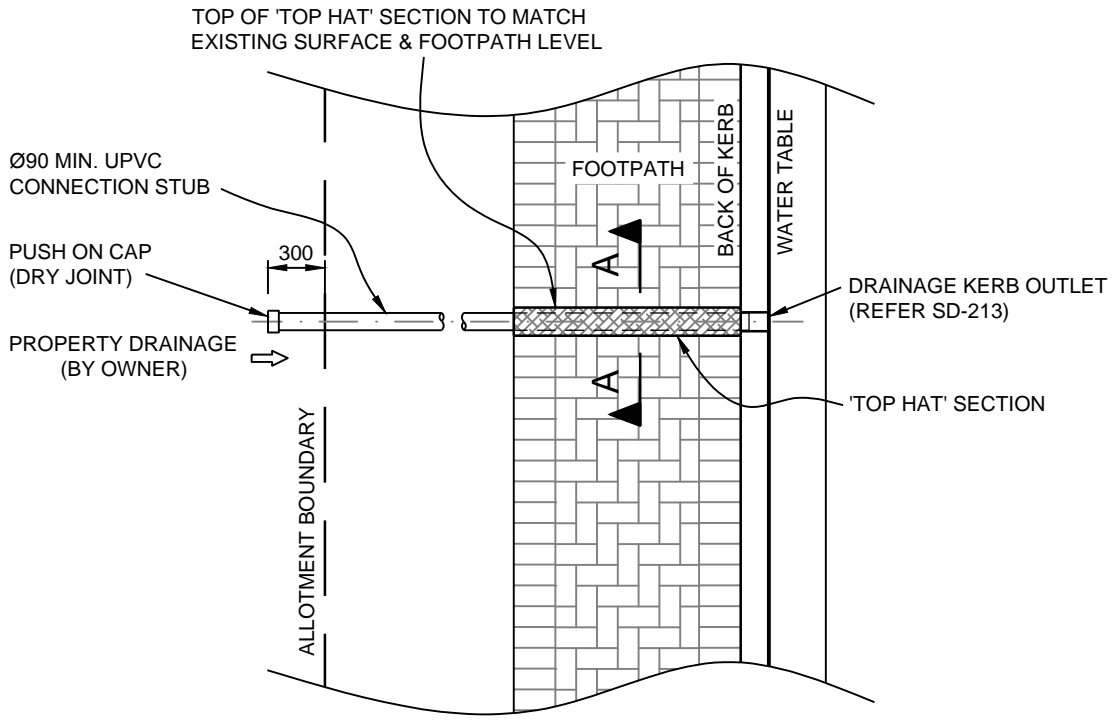 TOP OF 'TOP HAT' SECTION TO MATCH
EXISTING SURFACE & FOOTPATH LEVEL
Ø90 MIN. UPVC
CONNECTION STUB
PUSH ON CAP
(DRY JOINT)
300
PROPERTY DRAINAGE
(BY OWNER)
ALLOTMENT BOUNDARY
FOOTPATH
A
A
BACK OF KERB
WATER TABLE
DRAINAGE KERB OUTLET
(REFER SD-213)
'TOP HAT' SECTION